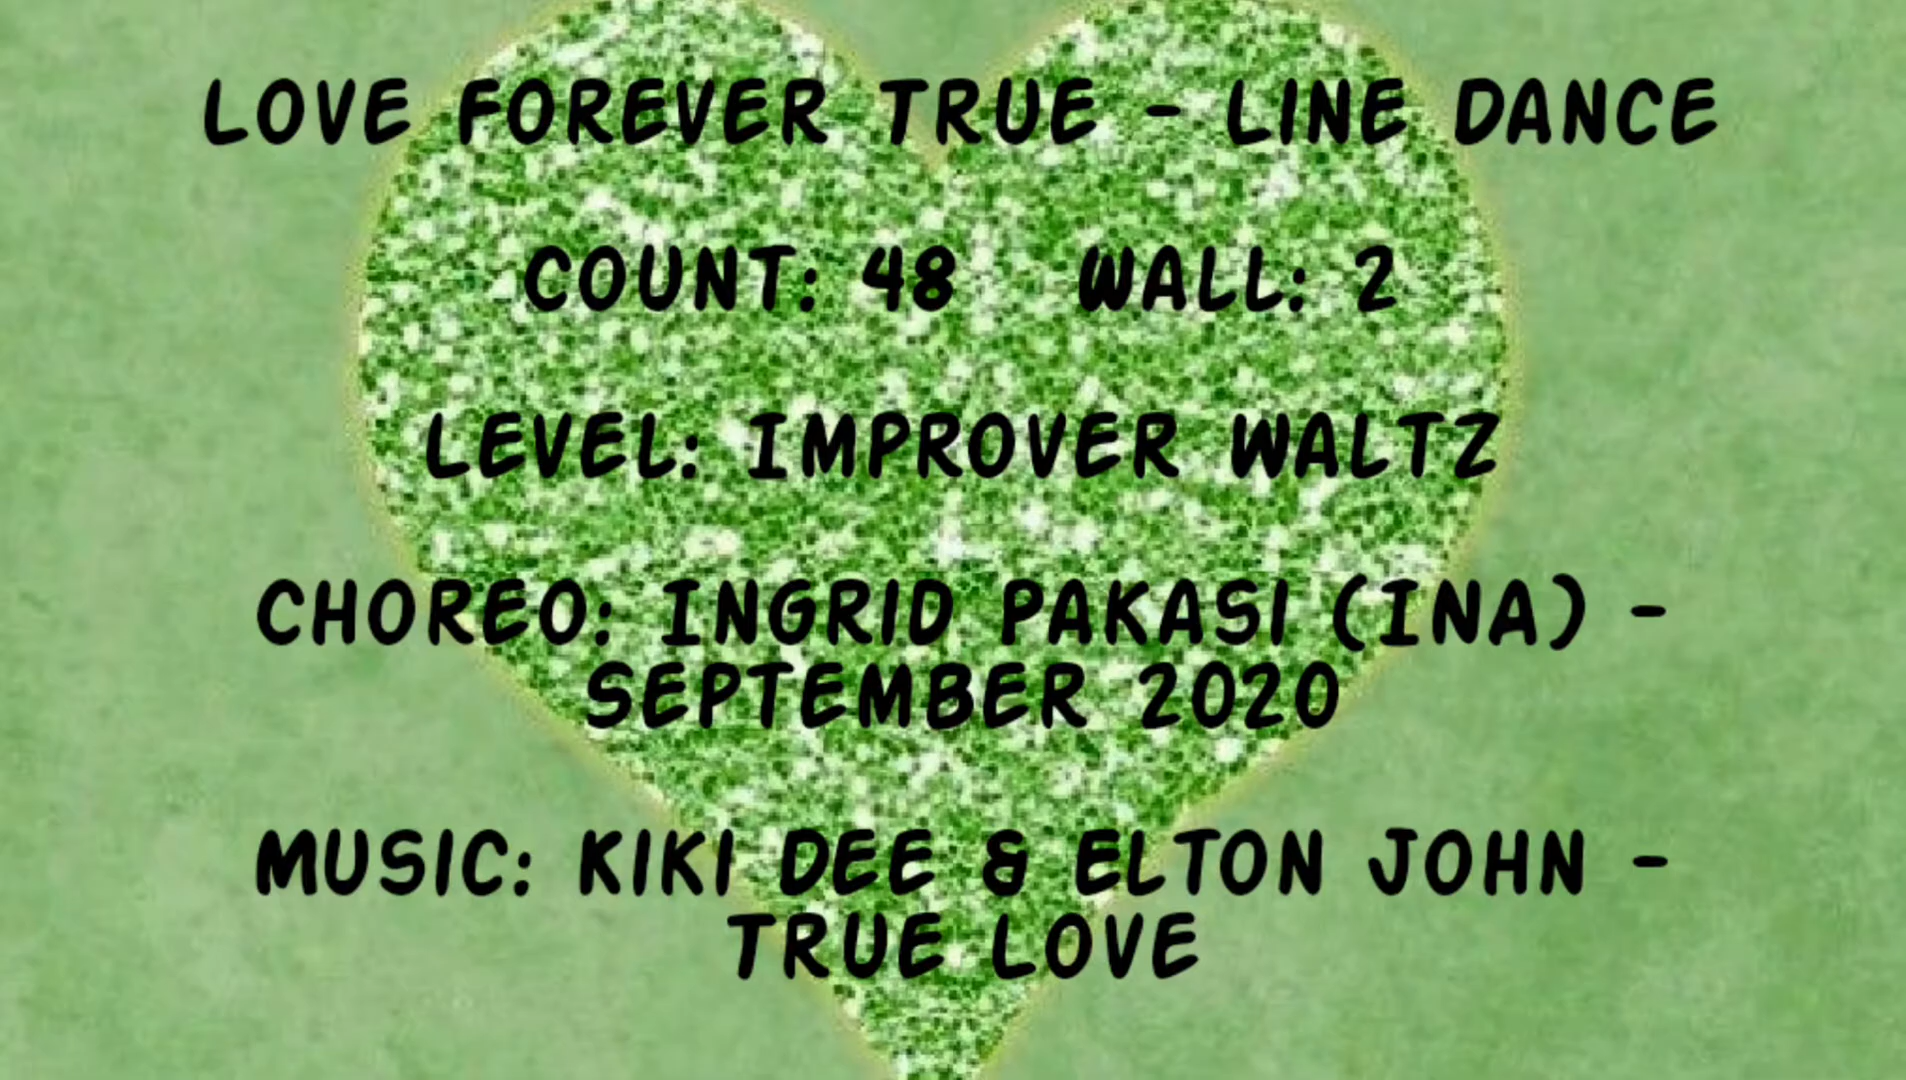 LOVE FOREVER TRUE - LINE DANCE
COUNT: 48 WALL: 2
LEVEL: IMPROVER WALTZ
CHOREO: INGRID PAKASI (INA) -
SEPTEMBER 2020
MUSIC: KIKI DEE & ELTON JOHN -
TRUE LOVE